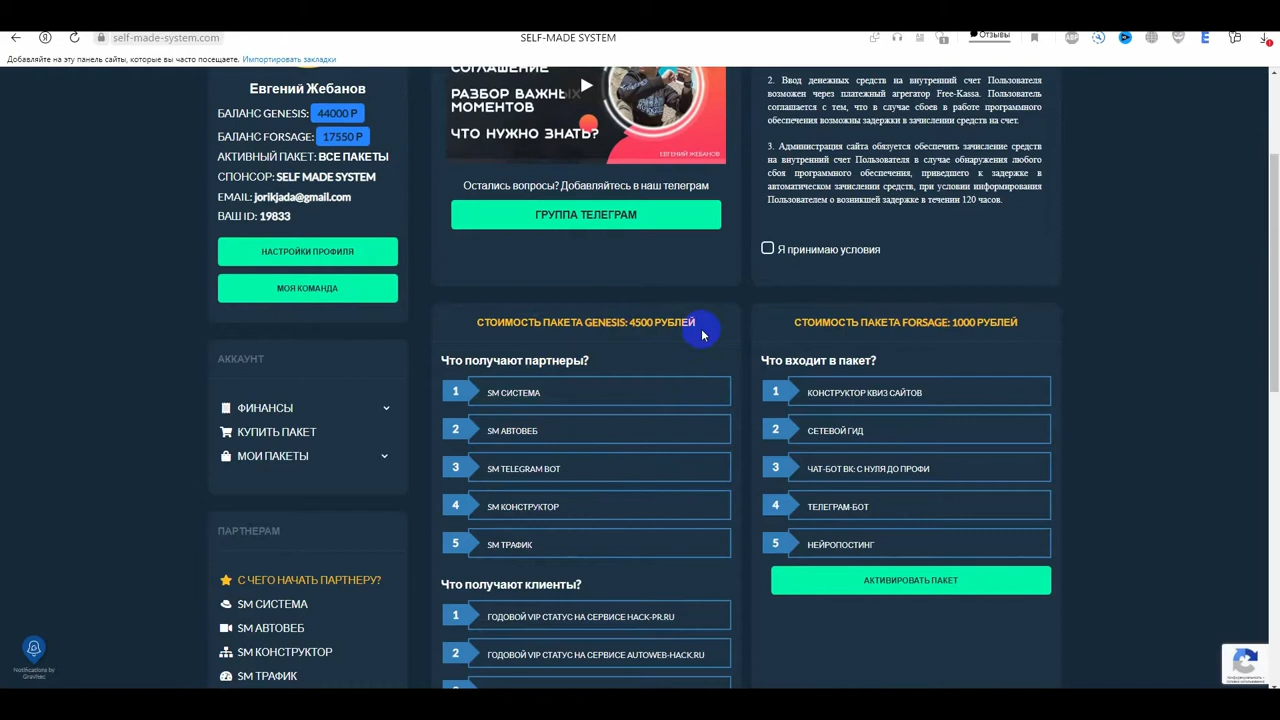 self-made-system.com
SELF-MADE SYSTEM
Отзывы
Добавляйте на эту панель сайты, которые вы часто посещаете. Импортировать закладки
Евгений Жебанов
БАЛАНС GENESIS: 44000 Р
БАЛАНС FORSAGE: 17550 Р
АКТИВНЫЙ ПАКЕТ: ВСЕ ПАКЕТЫ
СПОНСОР: SELF MADE SYSTEM
EMAIL: jorikjada@gmail.com
ВАШ ID: 19833
НАСТРОЙКИ ПРОФИЛЯ
МОЯ КОМАНДА
АККАУНТ
ФИНАНСЫ
КУПИТЬ ПАКЕТ
МОИ ПАКЕТЫ
ПАРТНЕРАМ
С ЧЕГО НАЧАТЬ ПАРТНЕРУ?
SM СИСТЕМА
SM АВТОВЕБ
SM КОНСТРУКТОР
SM ТРАФИК
Notifications by
Gravitec
СОГЛАШЕНИЕ
РАЗБОР ВАЖНЫХ
МОМЕНТОВ
ЧТО НУЖНО ЗНАТЬ?
ЕВГЕНИЙ ЖЕБАНОВ
Остались вопросы? Добавляйтесь в наш телеграм
ГРУППА ТЕЛЕГРАМ
2. Ввод денежных средств на внутренний счет Пользователя
возможен через платежный агрегатор Free-Kassa. Пользователь
соглашается с тем, что в случае сбоев в работе программного
обеспечения возможны задержки в зачислении средств на счет.
3. Администрация сайта обязуется обеспечить зачисление средств
на внутренний счет Пользователя в случае обнаружения любого
сбоя программного обеспечения, приведшего к задержке в
автоматическом зачислении средств, при условии информирования
Пользователем о возникшей задержке в течении 120 часов.
Я принимаю условия
СТОИМОСТЬ ПАКЕТА GENESIS: 4500 РУБЛЕЙ
Что получают партнеры?
1 SM СИСТЕМА
2 SM АВТОВЕБ
3 SM TELEGRAM BOT
4 SM КОНСТРУКТОР
5 SM ТРАФИК
Что получают клиенты?
1 ГОДОВОЙ VIP СТАТУС НА СЕРВИСЕ HACK-PR.RU
2 ГОДОВОЙ VIP СТАТУС НА СЕРВИСЕ AUTOWEB-HACK.RU
СТОИМОСТЬ ПАКЕТА FORSAGE: 1000 РУБЛЕЙ
Что входит в пакет?
1 КОНСТРУКТОР КВИЗ САЙТОВ
2 СЕТЕВОЙ ГИД
3 ЧАТ-БОТ ВК: С НУЛЯ ДО ПРОФИ
4 ТЕЛЕГРАМ-БОТ
5 НЕЙРОПОСТИНГ
АКТИВИРОВАТЬ ПАКЕТ